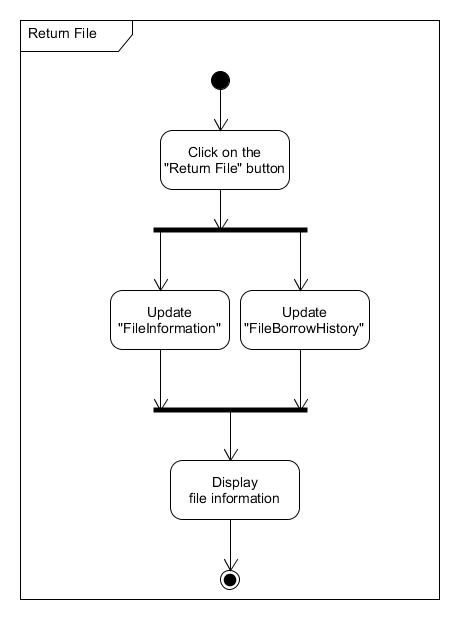 Return File
Click on the
"Return File" button
Update
"FileInformation"
Update
"FileBorrowHistory"
Display
file information